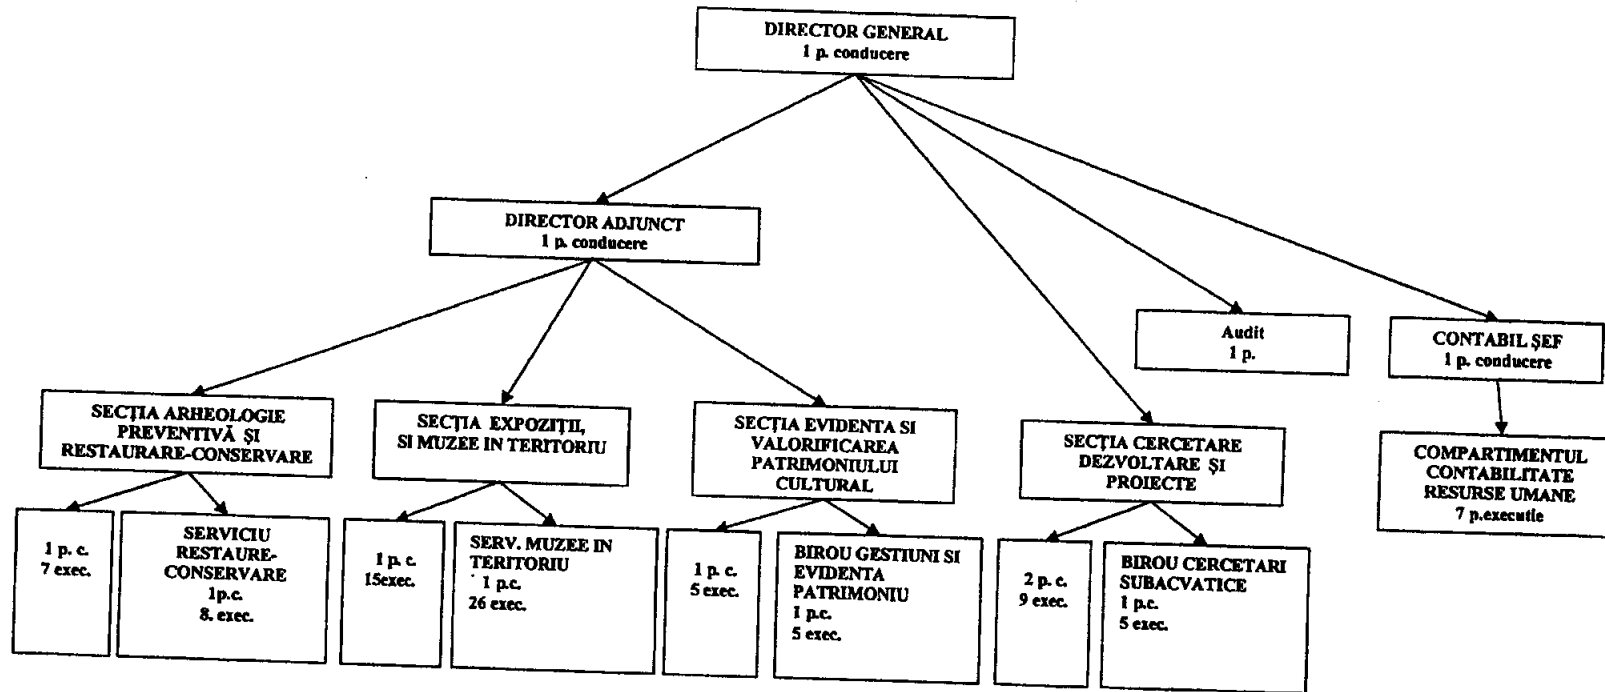 DIRECTOR GENERAL
1 p. conducere
DIRECTOR ADJUNCT
1 p. conducere
Audit
1 p.
CONTABIL ŞEF
1 p. conducere
SECŢIA ARHEOLOGIE
PREVENTIVĂ ŞI
RESTAURARE-CONSERVARE
SECŢIA EXPOZIŢII,
SI MUZEE IN TERITORIU
SECŢIA EVIDENTA SI
VALORIFICAREA
PATRIMONIULUI
CULTURAL
SECŢIA CERCETARE
DEZVOLTARE ŞI
PROIECTE
COMPARTIMENTUL
CONTABILITATE
RESURSE UMANE
7 p.executie
1 p. c.
7 exec.
SERVICIU
RESTAURE-
CONSERVARE
1p.c.
8. exec.
1 p. c.
15exec.
SERV. MUZEE IN
TERITORIU
1 p.c.
26 exec.
1 p. c.
5 exec.
BIROU GESTIUNI SI
EVIDENTA
PATRIMONIU
1 p.c.
5 exec.
2 p. c.
9 exec.
BIROU CERCETARI
SUBACVATICE
1 p.c.
5 exec.